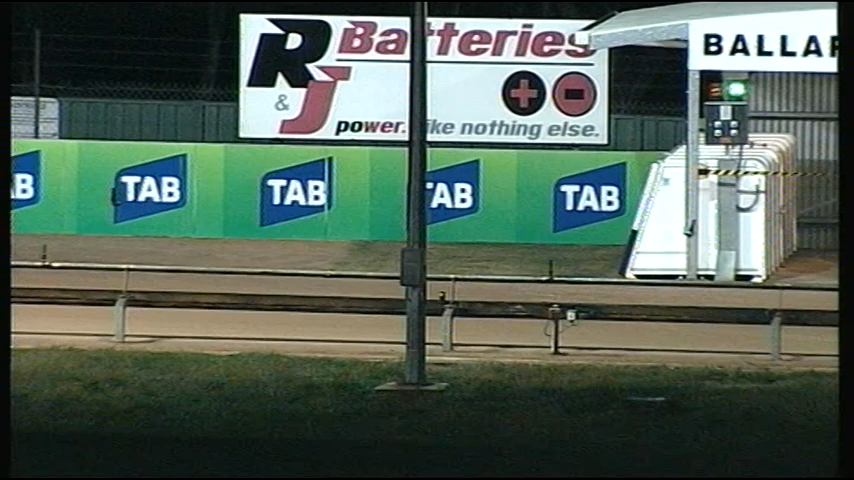 RJ & Batteries
power. like nothing else.
BALLAR
TAB TAB TAB TAB TAB